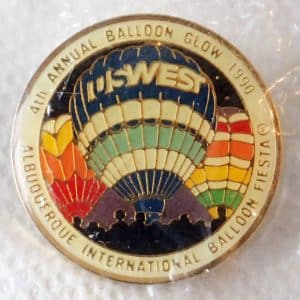 4th ANNUAL BALLOON GLOW 1990
USWEST
ALBUQUERQUE INTERNATIONAL BALLOON FIESTA®